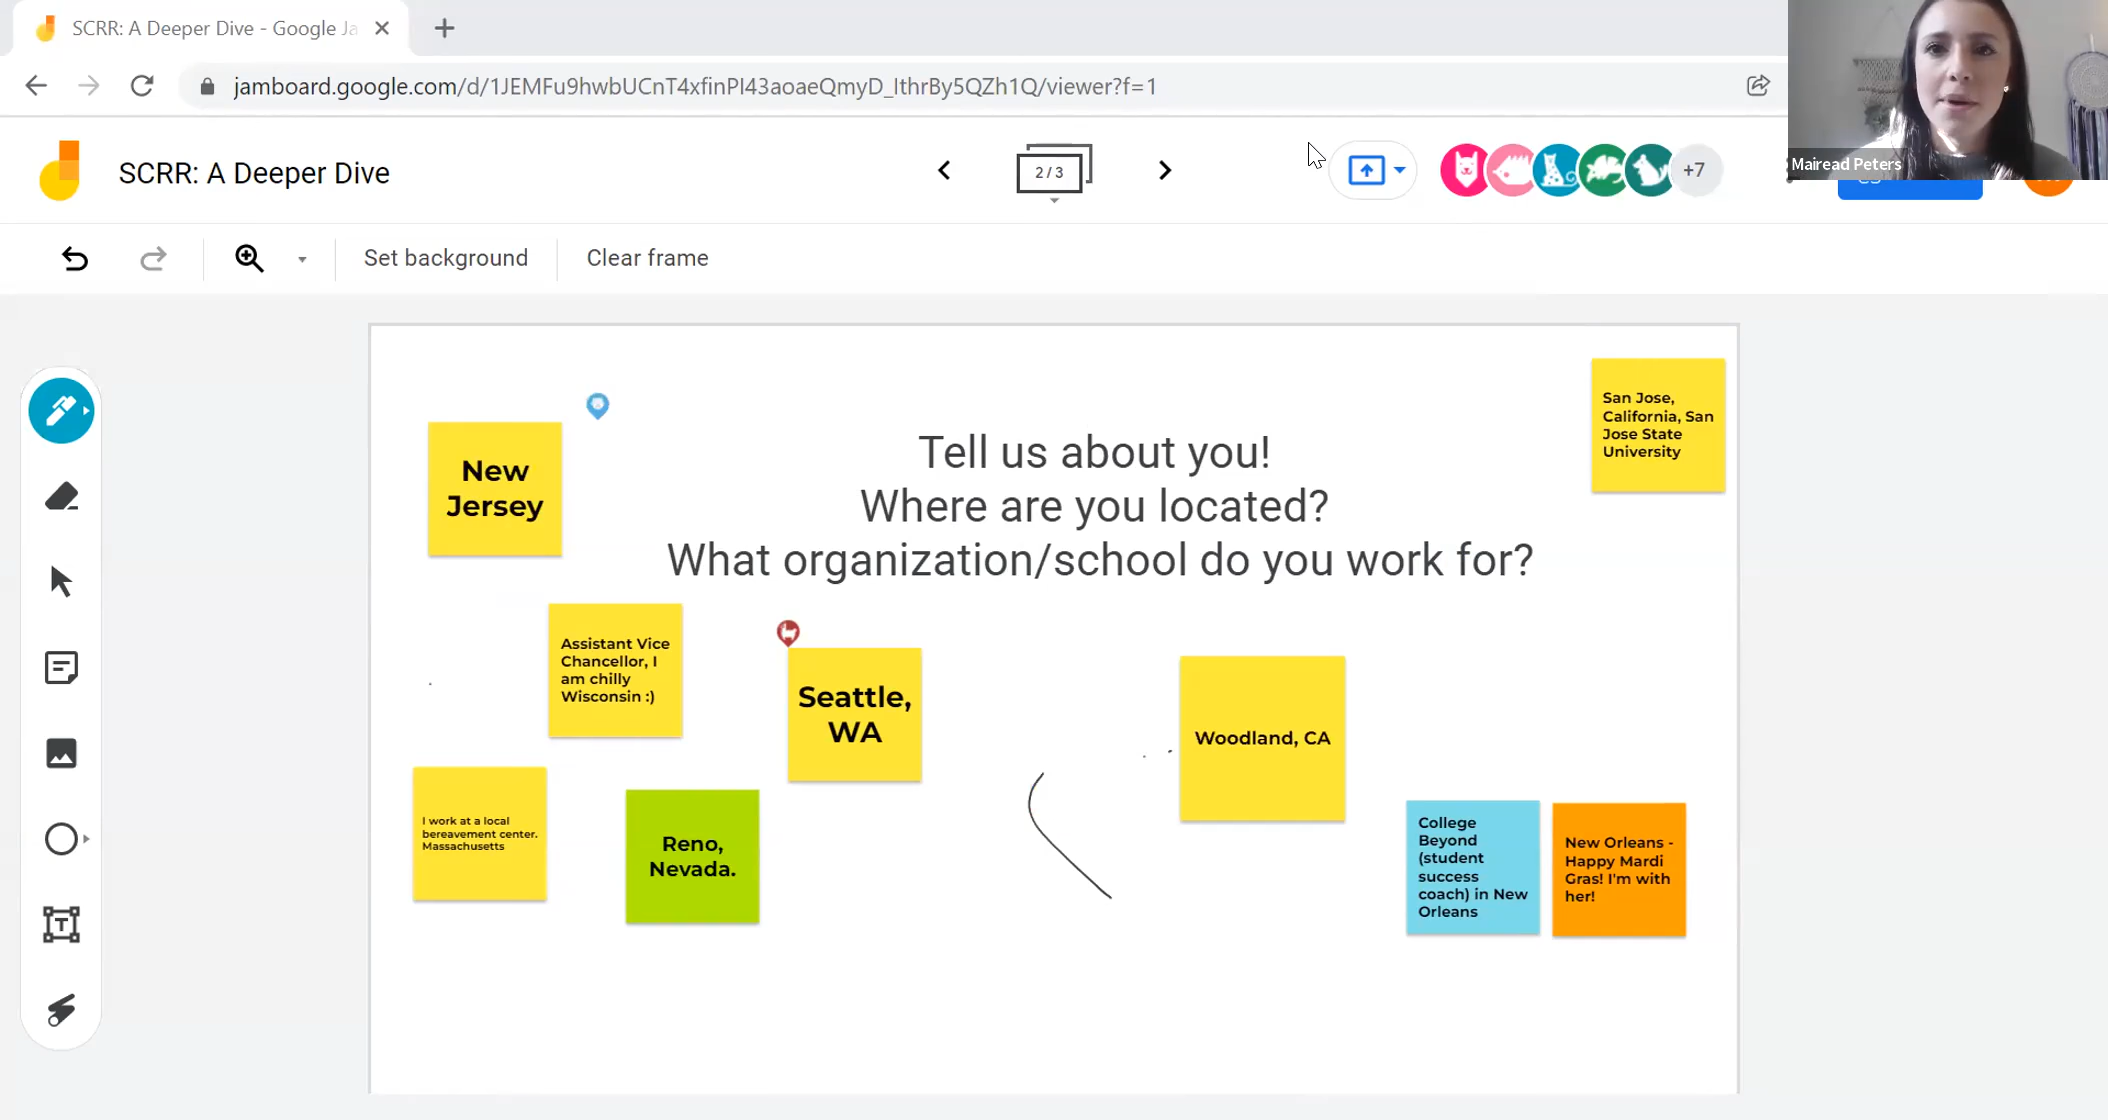 SCRR: A Deeper Dive - Google Ja
jamboard.google.com/d/1JEMFu9hwbUCnT4xfinPI43aoaeQmyD_IthrBy5QZh1Q/viewer?f=1
SCRR: A Deeper Dive
2 / 3
+7
Mairead Peters
Set background
Clear frame
Tell us about you!
Where are you located?
What organization/school do you work for?
San Jose,
California, San
Jose State
University
New
Jersey
Assistant Vice
Chancellor, I
am chilly
Wisconsin :)
Seattle,
WA
Woodland, CA
I work at a local
bereavement center.
Massachusetts
Reno,
Nevada.
College
Beyond
(student
success
coach) in New
Orleans
New Orleans -
Happy Mardi
Gras! I'm with
her!